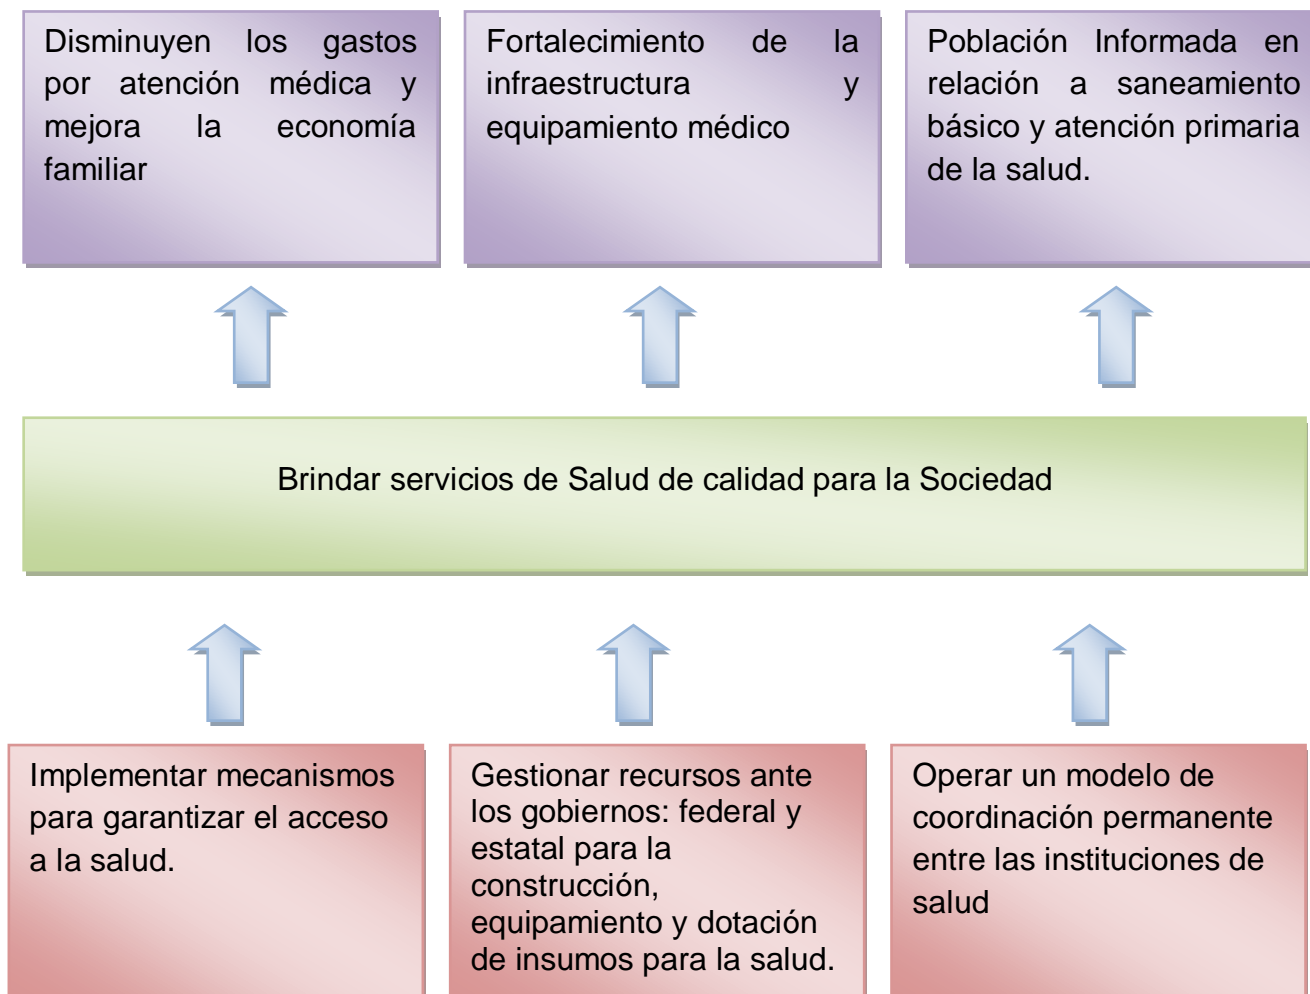 Disminuyen los gastos
por atención médica y
mejora la economía
familiar
Fortalecimiento de la
infraestructura y
equipamiento médico
Población Informada en
relación a saneamiento
básico y atención primaria
de la salud.
Brindar servicios de Salud de calidad para la Sociedad
Implementar mecanismos
para garantizar el acceso
a la salud.
Gestionar recursos ante
los gobiernos: federal y
estatal para la
construcción,
equipamiento y dotación
de insumos para la salud.
Operar un modelo de
coordinación permanente
entre las instituciones de
salud